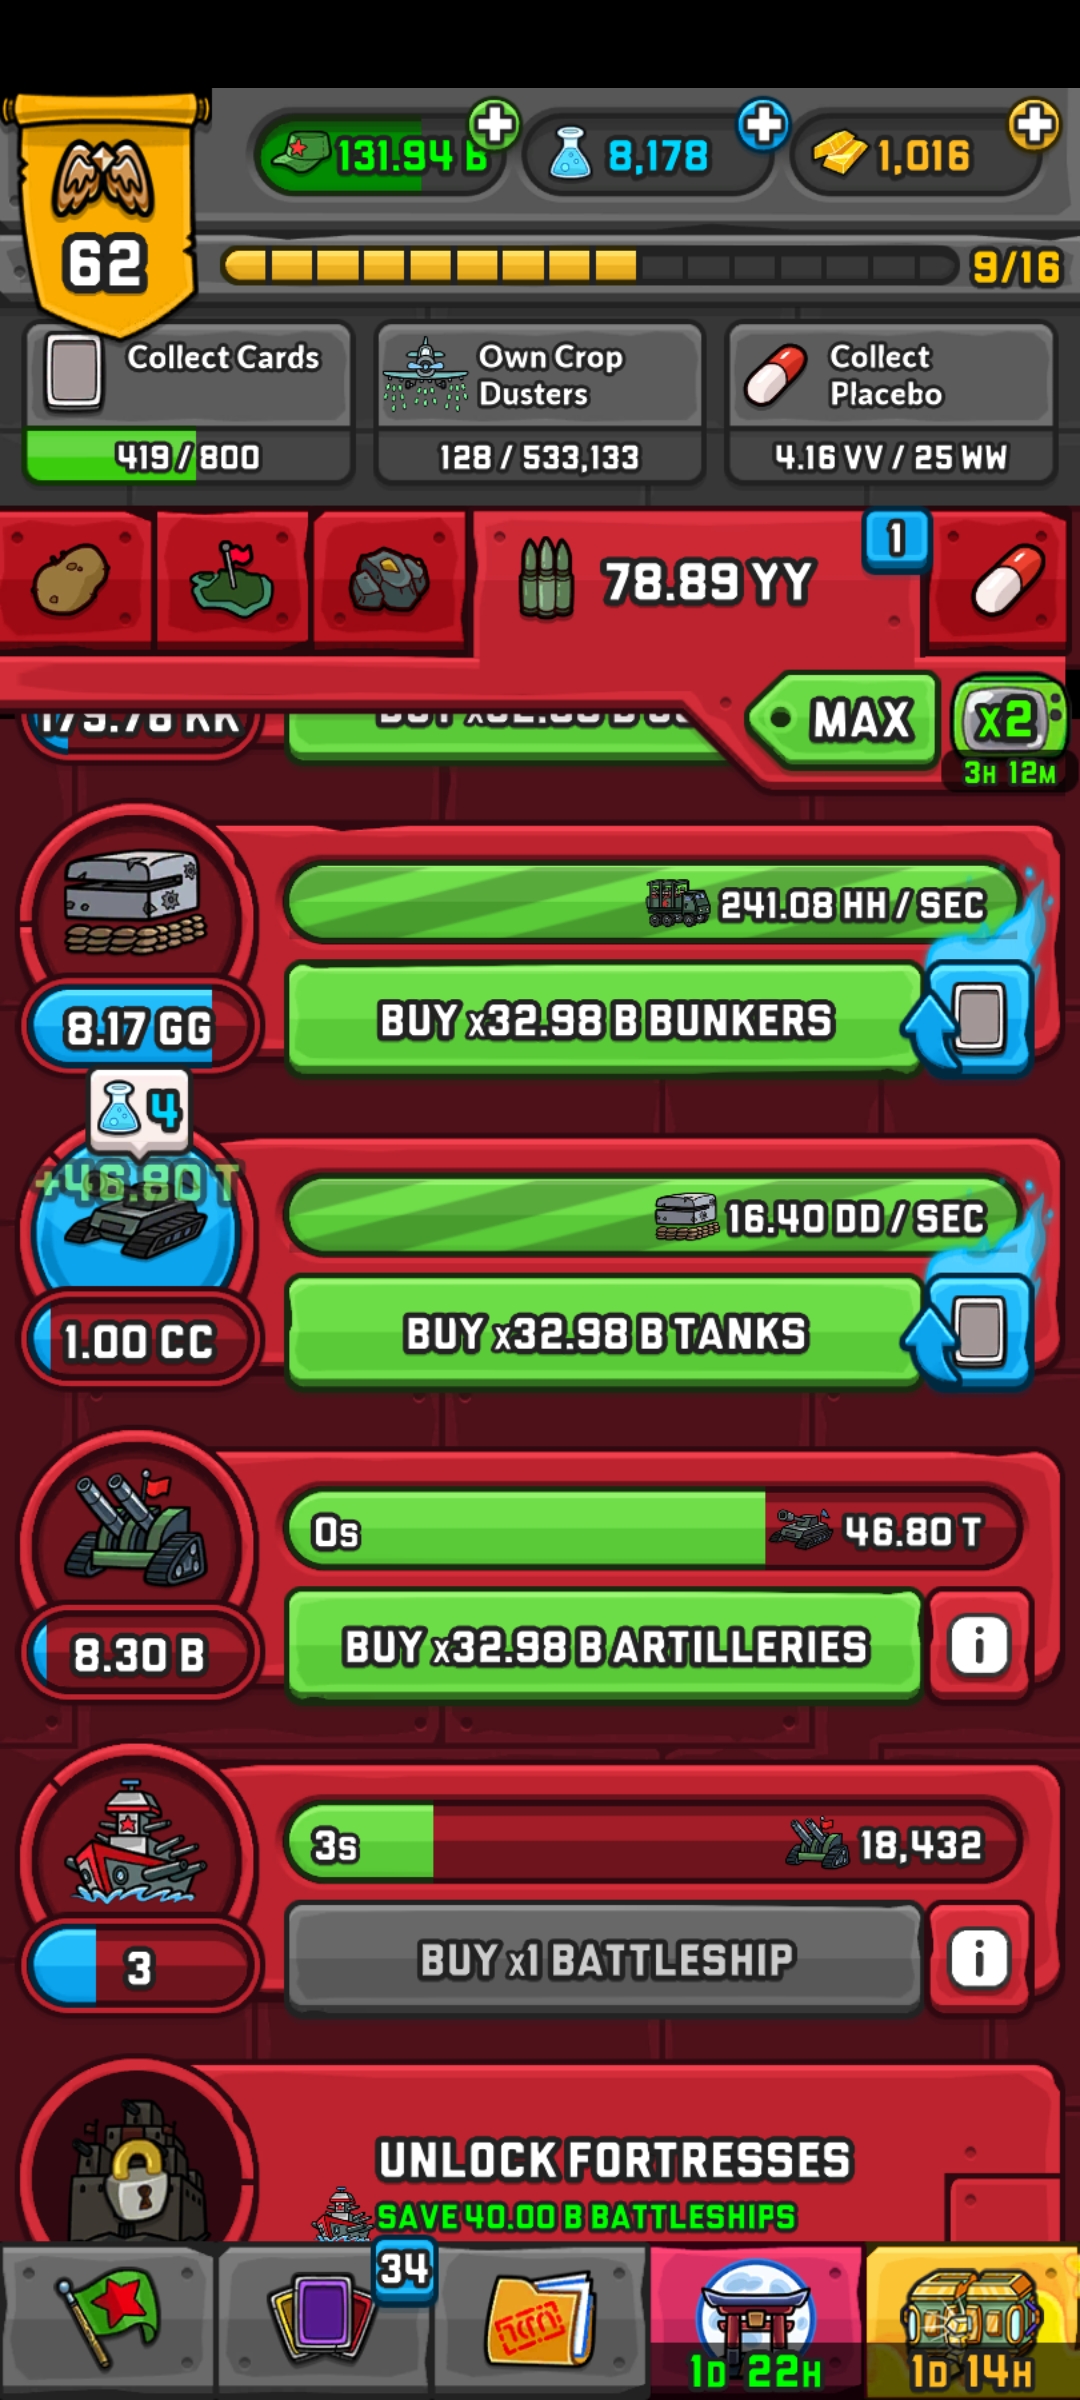 131.94 B
8,178
1,016
62
9/16
Collect Cards
419 / 800
Own Crop
Dusters
128 / 533,133
Collect
Placebo
4.16 VV / 25 WW
78.89 YY
1
MAX
x2
3H 12M
241.08 HH / SEC
8.17 GG
BUY x32.98 B BUNKERS
4
+46.80 T
16.40 DD / SEC
1.00 CC
BUY x32.98 B TANKS
0s
46.80 T
8.30 B
BUY x32.98 B ARTILLERIES
3s
18,432
3
BUY x1 BATTLESHIP
UNLOCK FORTRESSES
SAVE 40.00 B BATTLESHIPS
34
1D 22H
1D 14H